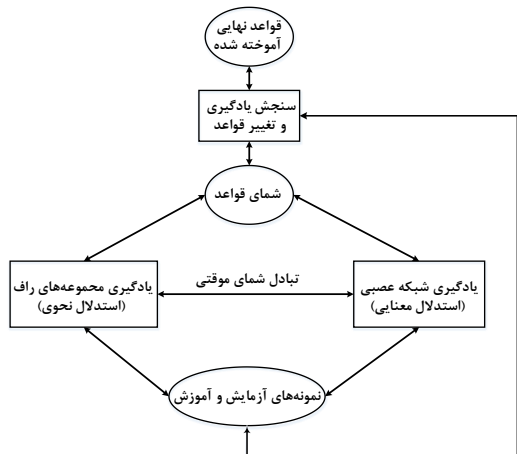 قواعد نهایی
آموخته شده
سنجش یادگیری
و تغییر قواعد
شمای قواعد
یادگیری مجموعه‌های راف
(استدلال نحوی)
تبادل شمای موقتی
یادگیری شبکه عصبی
(استدلال معنایی)
نمونه‌های آزمایش و آموزش